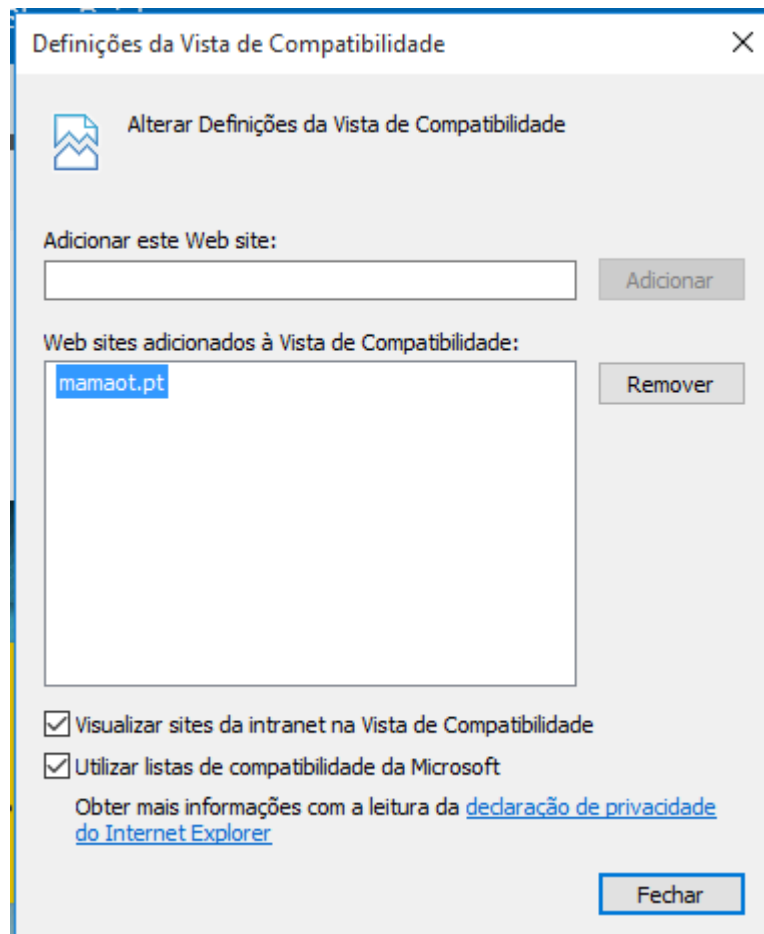 Definições da Vista de Compatibilidade
Alterar Definições da Vista de Compatibilidade
Adicionar este Web site:
Adicionar
Web sites adicionados à Vista de Compatibilidade:
mamaot.pt
Remover
Visualizar sites da intranet na Vista de Compatibilidade
Utilizar listas de compatibilidade da Microsoft
Obter mais informações com a leitura da declaração de privacidade
do Internet Explorer
Fechar